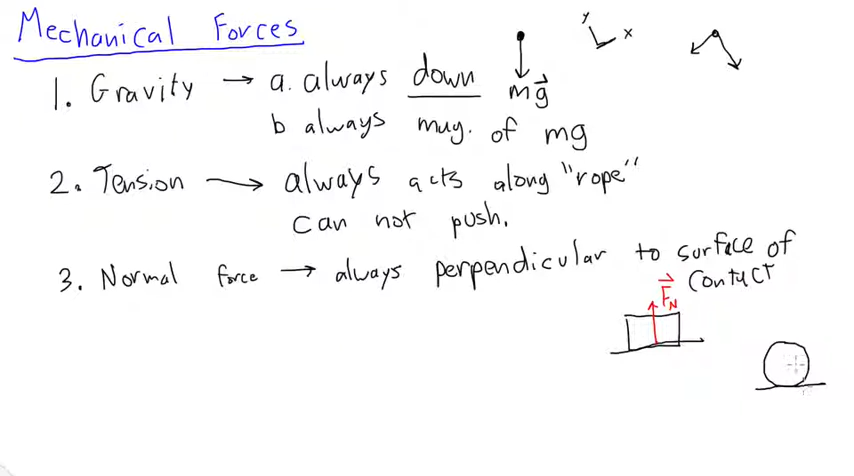 Mechanical Forces
1. Gravity → a. always down
mg
b always mag. of mg
y
x
2. Tension → always acts along "rope"
can not push.
3. Normal force → always perpendicular to surface of
contact
F_N